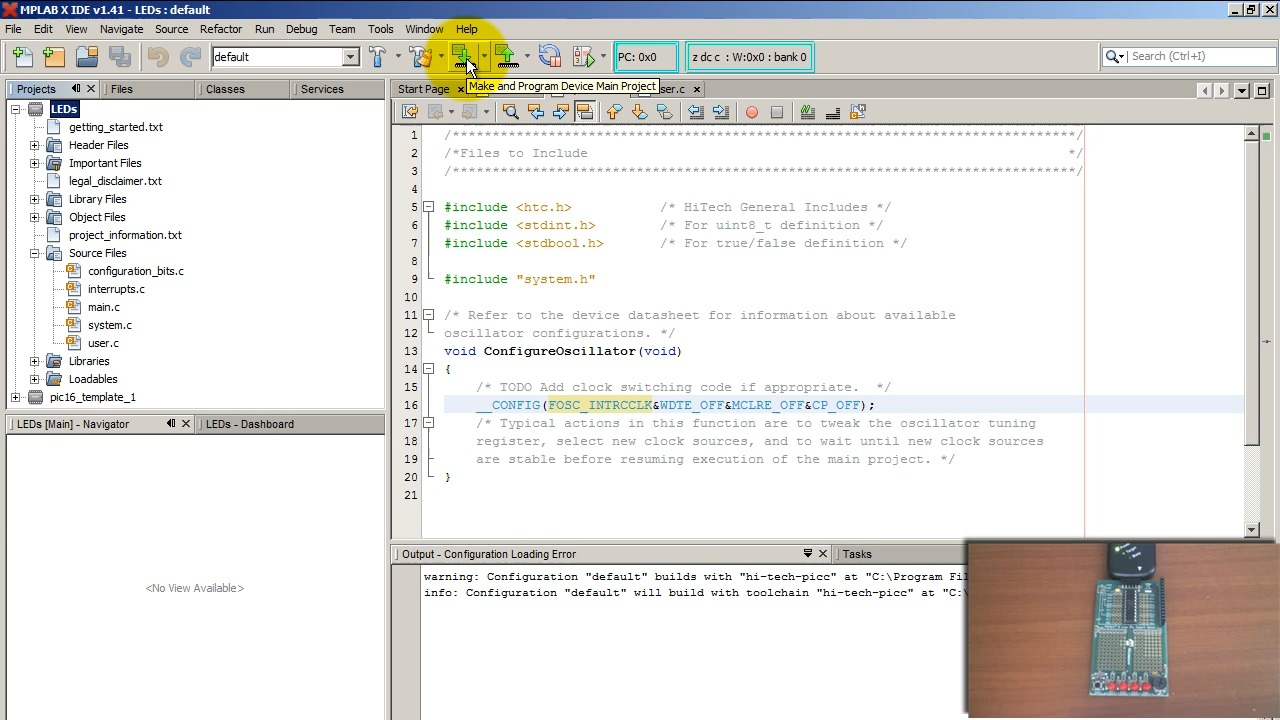 MPLAB X IDE v1.41 - LEDs : default
File Edit View Navigate Source Refactor Run Debug Team Tools Window Help
default
PC: 0x0
z dc c : W:0x0 : bank 0
Search (Ctrl+I)
Make and Program Device Main Project
Projects
Files
Classes
Services
Start Page
ser.c
LEDs
getting_started.txt
Header Files
Important Files
legal_disclaimer.txt
Library Files
Object Files
project_information.txt
Source Files
configuration_bits.c
interrupts.c
main.c
system.c
user.c
Libraries
Loadables
pic16_template_1
1 /******************************************************************************/
2 /*Files to Include */
3 /******************************************************************************/
4
5 #include <htc.h> /* HiTech General Includes */
6 #include <stdint.h> /* For uint8_t definition */
7 #include <stdbool.h> /* For true/false definition */
8
9 #include "system.h"
10
11 /* Refer to the device datasheet for information about available
12 oscillator configurations. */
13 void ConfigureOscillator(void)
14 {
15 /* TODO Add clock switching code if appropriate. */
16 __CONFIG(FOSC_INTRCCLK&WDTE_OFF&MCLRE_OFF&CP_OFF);
17 /* Typical actions in this function are to tweak the oscillator tuning
18 register, select new clock sources, and to wait until new clock sources
19 are stable before resuming execution of the main project. */
20 }
21
LEDs [Main] - Navigator
LEDs - Dashboard
<No View Available>
Output - Configuration Loading Error
Tasks
warning: Configuration "default" builds with "hi-tech-picc" at "C:\Program Fil
info: Configuration "default" will build with toolchain "hi-tech-picc" at "C: